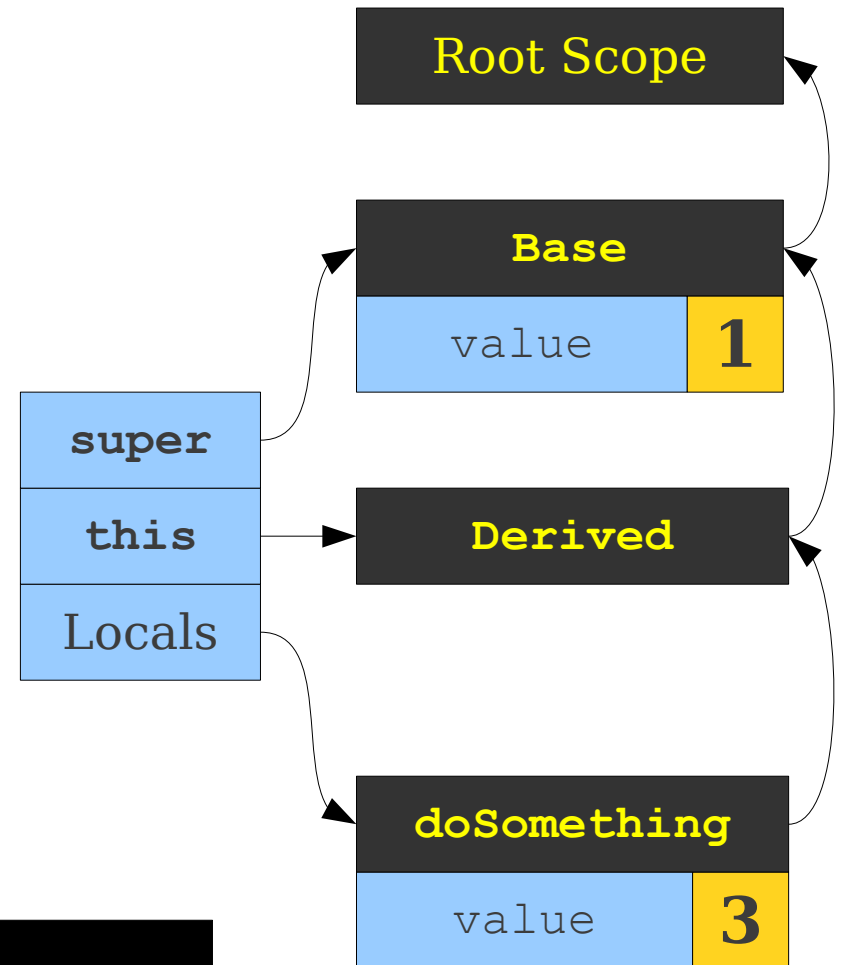 Root Scope
Base
value 1
super
this
Locals
Derived
doSomething
value 3